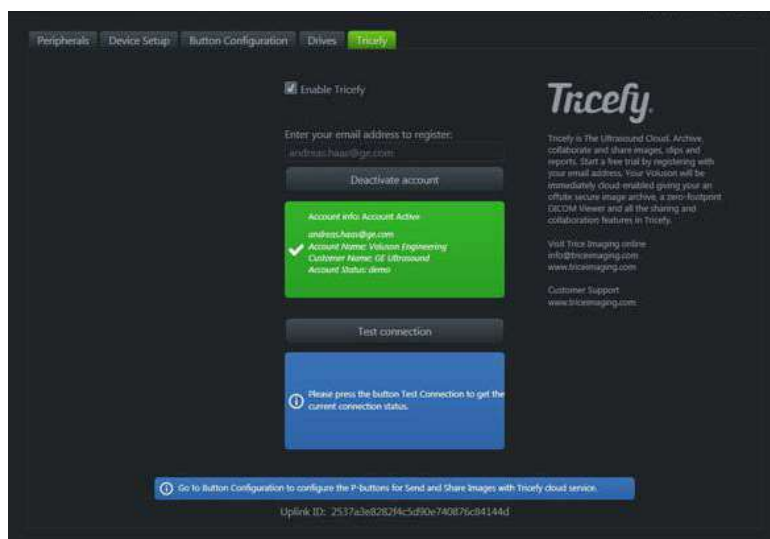 Peripherals Device Setup Button Configuration Drives Tricefy
Enable Tricefy
Enter your email address to register:
andreas.haas@ge.com
Deactivate account
Account info: Account Active
andreas.haas@ge.com
Account Name: Voluson Engineering
Customer Name: GE Ultrasound
Account Status: demo
Test connection
Please press the button Test Connection to get the
current connection status.
Tricefy.
Tricefy is The Ultrasound Cloud. Archive,
collaborate and share images, clips and
reports. Start a free trial by registering with
your email address. Your Voluson will be
immediately cloud-enabled giving your an
offsite secure image archive, a zero-footprint
DICOM Viewer and all the sharing and
collaboration features in Tricefy.
Visit Trice Imaging online
info@triceimaging.com
www.triceimaging.com
Customer Support
www.triceimaging.com
Go to Button Configuration to configure the P-buttons for Send and Share Images with Tricefy cloud service.
Uplink ID: 2537a3e8282f4c5d90e740876c84144d